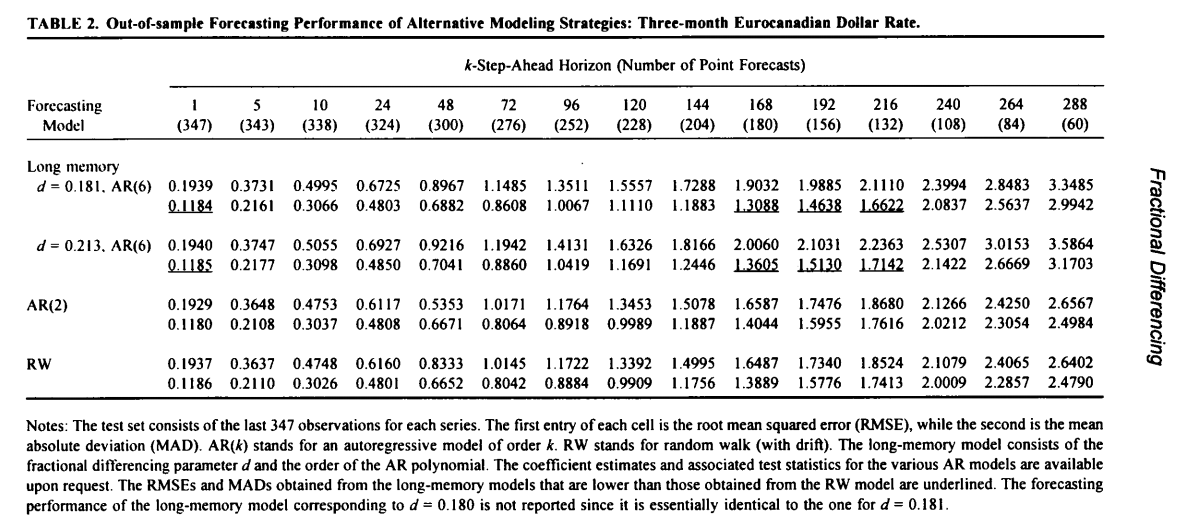 TABLE 2. Out-of-sample Forecasting Performance of Alternative Modeling Strategies: Three-month Eurocanadian Dollar Rate.
k-Step-Ahead Horizon (Number of Point Forecasts)
Forecasting 1 5 10 24 48 72 96 120 144 168 192 216 240 264 288
Model (347) (343) (338) (324) (300) (276) (252) (228) (204) (180) (156) (132) (108) (84) (60)
Long memory
d = 0.181, AR(6) 0.1939 0.3731 0.4995 0.6725 0.8967 1.1485 1.3511 1.5557 1.7288 1.9032 1.9885 2.1110 2.3994 2.8483 3.3485
0.1184 0.2161 0.3066 0.4803 0.6882 0.8608 1.0067 1.1110 1.1883 1.3088 1.4638 1.6622 2.0837 2.5637 2.9942
d = 0.213, AR(6) 0.1940 0.3747 0.5055 0.6927 0.9216 1.1942 1.4131 1.6326 1.8166 2.0060 2.1031 2.2363 2.5307 3.0153 3.5864
0.1185 0.2177 0.3098 0.4850 0.7041 0.8860 1.0419 1.1691 1.2446 1.3605 1.5130 1.7142 2.1422 2.6669 3.1703
AR(2) 0.1929 0.3648 0.4753 0.6117 0.5353 1.0171 1.1764 1.3453 1.5078 1.6587 1.7476 1.8680 2.1266 2.4250 2.6567
0.1180 0.2108 0.3037 0.4808 0.6671 0.8064 0.8918 0.9989 1.1887 1.4044 1.5955 1.7616 2.0212 2.3054 2.4984
RW 0.1937 0.3637 0.4748 0.6160 0.8333 1.0145 1.1722 1.3392 1.4995 1.6487 1.7340 1.8524 2.1079 2.4065 2.6402
0.1186 0.2110 0.3026 0.4801 0.6652 0.8042 0.8884 0.9909 1.1756 1.3889 1.5776 1.7413 2.0009 2.2857 2.4790
Notes: The test set consists of the last 347 observations for each series. The first entry of each cell is the root mean squared error (RMSE), while the second is the mean
absolute deviation (MAD). AR(k) stands for an autoregressive model of order k. RW stands for random walk (with drift). The long-memory model consists of the
fractional differencing parameter d and the order of the AR polynomial. The coefficient estimates and associated test statistics for the various AR models are available
upon request. The RMSEs and MADs obtained from the long-memory models that are lower than those obtained from the RW model are underlined. The forecasting
performance of the long-memory model corresponding to d = 0.180 is not reported since it is essentially identical to the one for d = 0.181.
Fractional Differencing